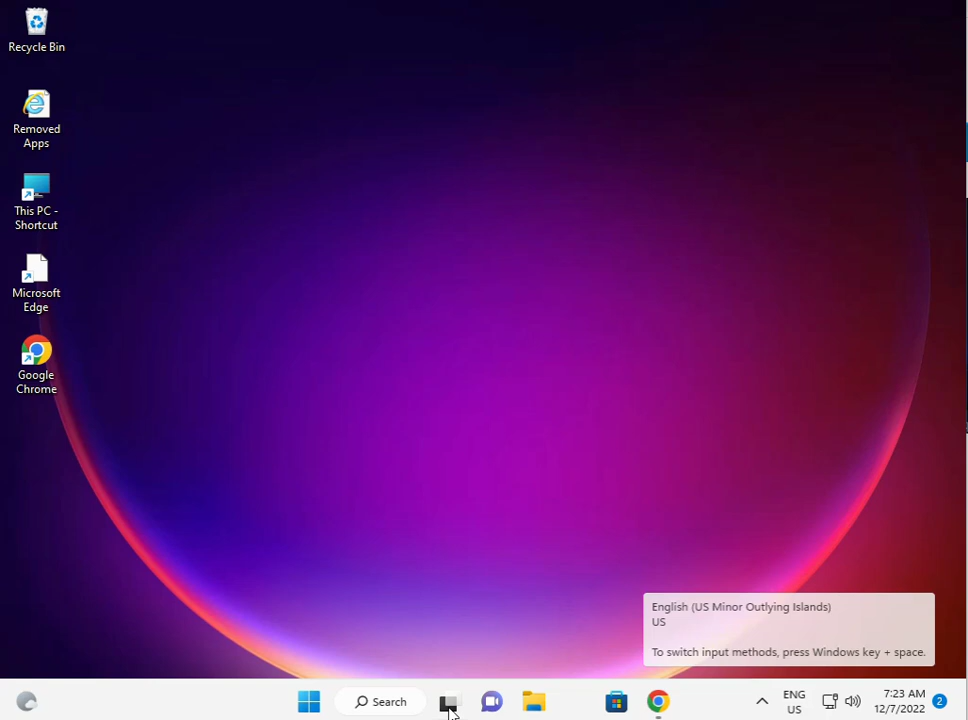 Recycle Bin
Removed
Apps
This PC -
Shortcut
Microsoft
Edge
Google
Chrome
English (US Minor Outlying Islands)
US
To switch input methods, press Windows key + space.
Search
ENG
US
7:23 AM
12/7/2022
2